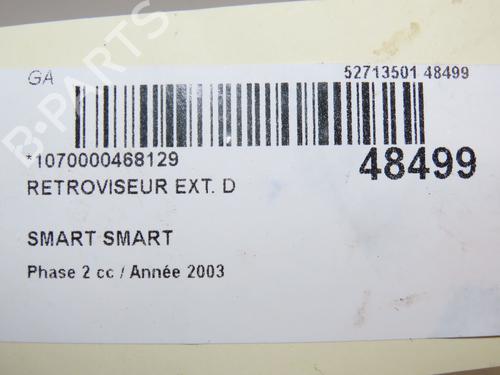 GA
52713501 48499
*1070000468129
48499
RETROVISEUR EXT. D
SMART SMART
Phase 2 cc / Année 2003
B-PARTS